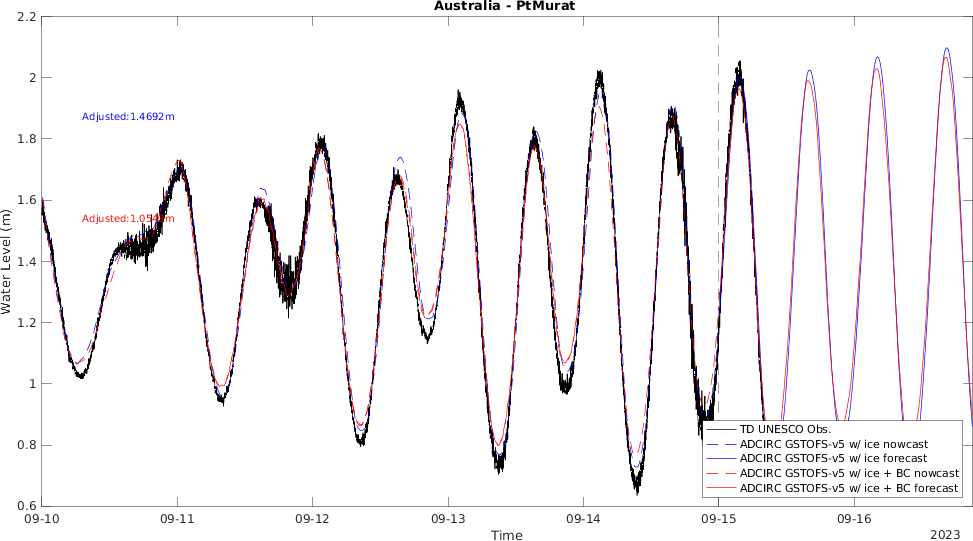 Australia - PtMurat
2.2
2
1.8
1.6
1.4
1.2
1
0.8
0.6
Water Level (m)
Adjusted:1.4692m
TD UNESCO Obs.
ADCIRC GSTOFS-v5 w/ ice nowcast
ADCIRC GSTOFS-v5 w/ ice forecast
ADCIRC GSTOFS-v5 w/ ice + BC nowcast
ADCIRC GSTOFS-v5 w/ ice + BC forecast
09-10 09-11 09-12 09-13 09-14 09-15 09-16
Time
2023